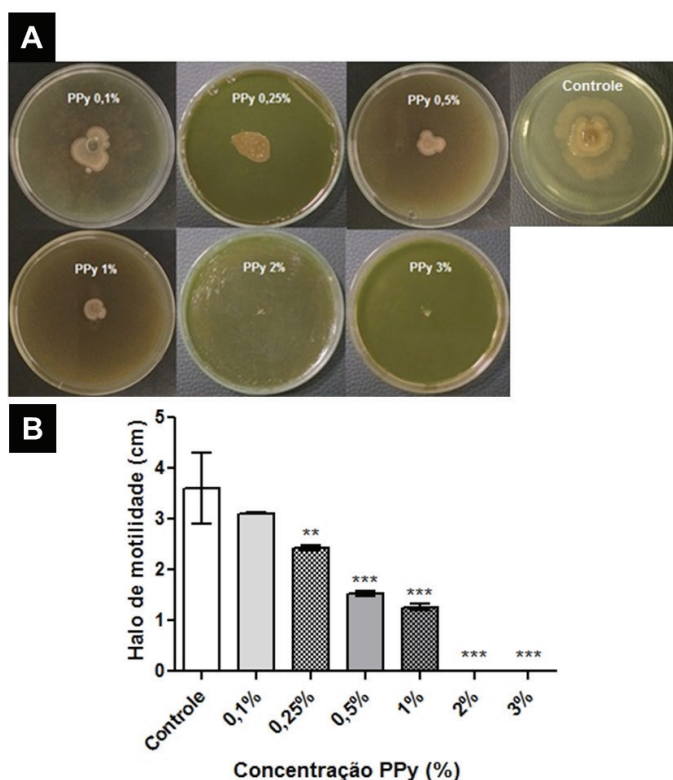 A
PPy 0,1%
PPy 0,25%
PPy 0,5%
Controle
PPy 1%
PPy 2%
PPy 3%
B
Halo de motilidade (cm)
5
4
3
2
1
0
**
***
***
***
***
Controle
0,1%
0,25%
0,5%
1%
2%
3%
Concentração PPy (%)